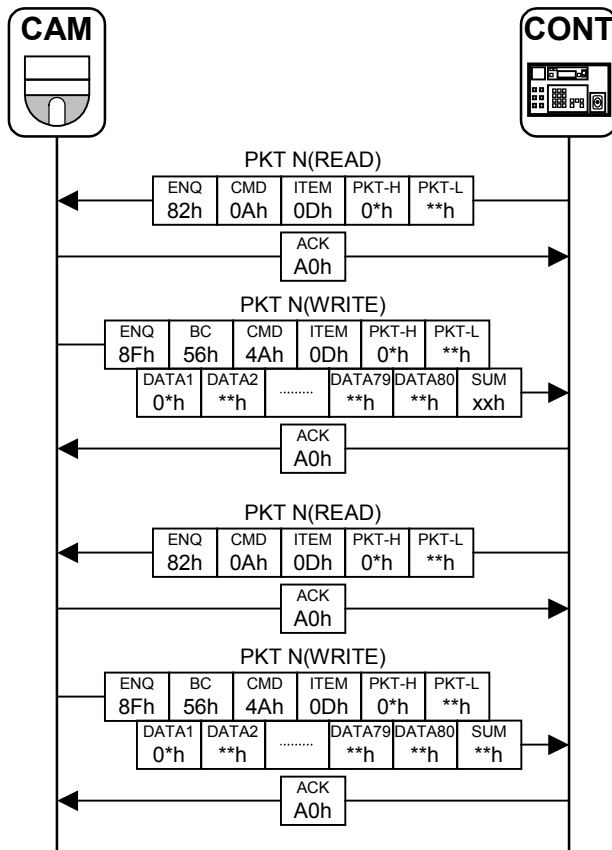 CAM CONT
PKT N(READ)
ENQ CMD ITEM PKT-H PKT-L
82h 0Ah 0Dh 0*h **h
ACK
A0h
PKT N(WRITE)
ENQ BC CMD ITEM PKT-H PKT-L
8Fh 56h 4Ah 0Dh 0*h **h
DATA1 DATA2 ......... DATA79 DATA80 SUM
0*h **h **h **h xxh
ACK
A0h
PKT N(READ)
ENQ CMD ITEM PKT-H PKT-L
82h 0Ah 0Dh 0*h **h
ACK
A0h
PKT N(WRITE)
ENQ BC CMD ITEM PKT-H PKT-L
8Fh 56h 4Ah 0Dh 0*h **h
DATA1 DATA2 ......... DATA79 DATA80 SUM
0*h **h **h **h **h
ACK
A0h